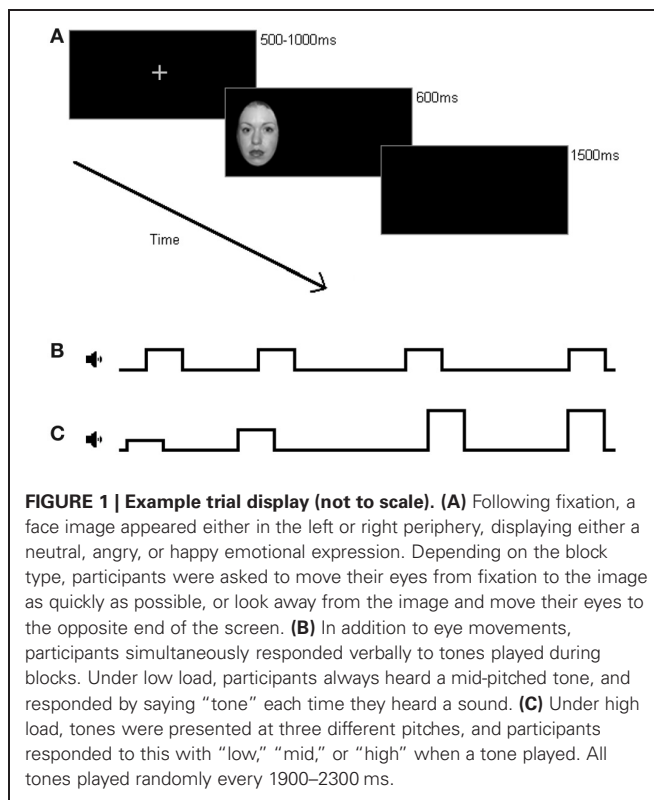 A
500-1000ms
+
600ms
1500ms
Time
B
C
FIGURE 1 | Example trial display (not to scale). (A) Following fixation, a
face image appeared either in the left or right periphery, displaying either a
neutral, angry, or happy emotional expression. Depending on the block
type, participants were asked to move their eyes from fixation to the image
as quickly as possible, or look away from the image and move their eyes to
the opposite end of the screen. (B) In addition to eye movements,
participants simultaneously responded verbally to tones played during
blocks. Under low load, participants always heard a mid-pitched tone, and
responded by saying “tone” each time they heard a sound. (C) Under high
load, tones were presented at three different pitches, and participants
responded to this with “low,” “mid,” or “high” when a tone played. All
tones played randomly every 1900–2300 ms.